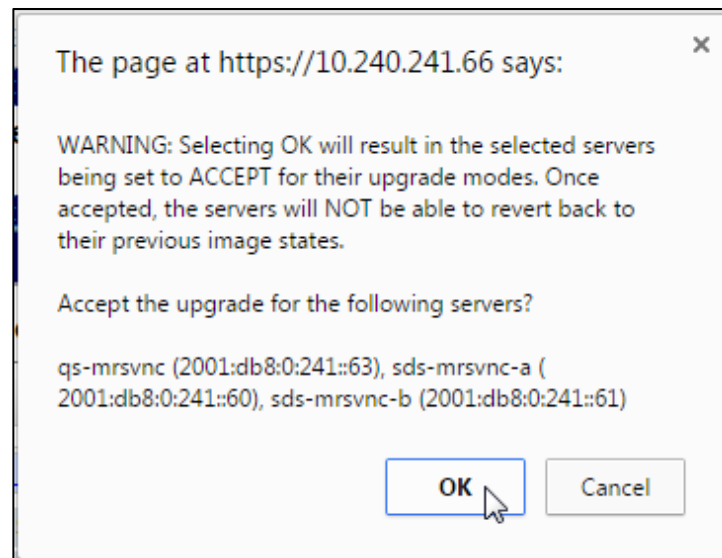 The page at https://10.240.241.66 says:
WARNING: Selecting OK will result in the selected servers
being set to ACCEPT for their upgrade modes. Once
accepted, the servers will NOT be able to revert back to
their previous image states.
Accept the upgrade for the following servers?
qs-mrsvnc (2001:db8:0:241::63), sds-mrsvnc-a (
2001:db8:0:241::60), sds-mrsvnc-b (2001:db8:0:241::61)
OK
Cancel